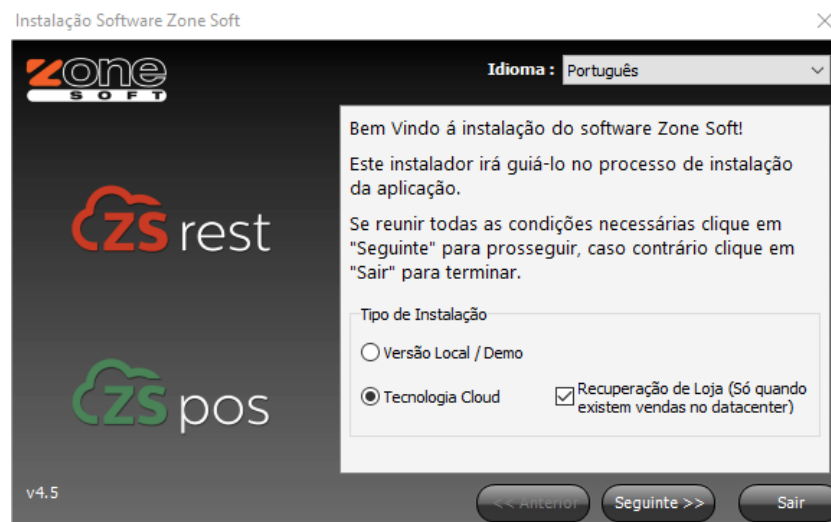 Instalação Software Zone Soft
zone
SOFT
Idioma : Português
Bem Vindo á instalação do software Zone Soft!
Este instalador irá guiá-lo no processo de instalação
da aplicação.
Se reunir todas as condições necessárias clique em
"Seguinte" para prosseguir, caso contrário clique em
"Sair" para terminar.
ZS rest
ZS pos
Tipo de Instalação
Versão Local / Demo
Tecnologia Cloud
Recuperação de Loja (Só quando
existem vendas no datacenter)
v4.5
<< Anterior
Seguinte >>
Sair